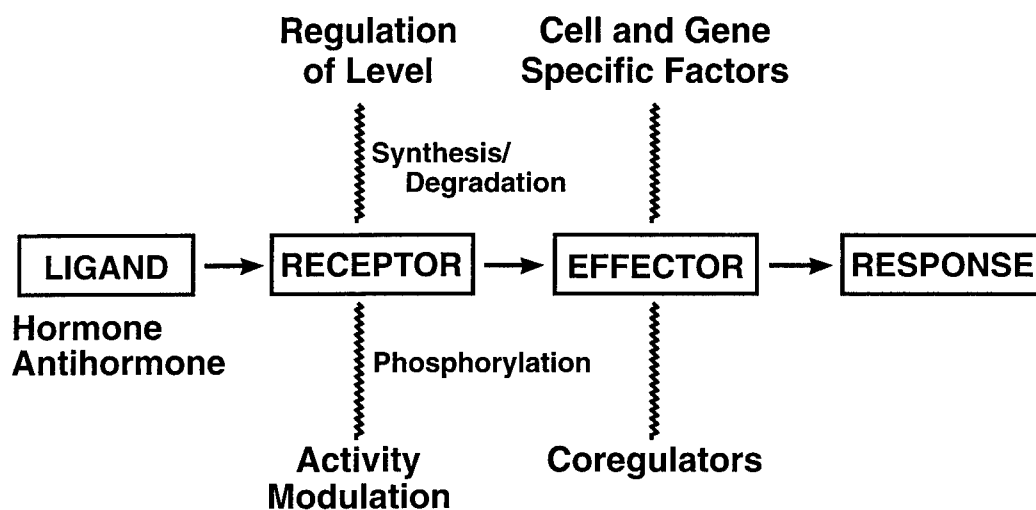 Regulation
of Level
Cell and Gene
Specific Factors
Synthesis/
Degradation
LIGAND
RECEPTOR
EFFECTOR
RESPONSE
Hormone
Antihormone
Phosphorylation
Activity
Modulation
Coregulators